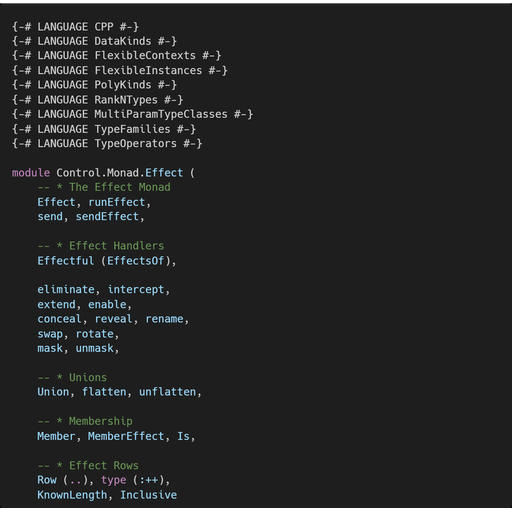 {-# LANGUAGE CPP #-}
{-# LANGUAGE DataKinds #-}
{-# LANGUAGE FlexibleContexts #-}
{-# LANGUAGE FlexibleInstances #-}
{-# LANGUAGE PolyKinds #-}
{-# LANGUAGE RankNTypes #-}
{-# LANGUAGE MultiParamTypeClasses #-}
{-# LANGUAGE TypeFamilies #-}
{-# LANGUAGE TypeOperators #-}

module Control.Monad.Effect (
    -- * The Effect Monad
    Effect, runEffect,
    send, sendEffect,

    -- * Effect Handlers
    Effectful (EffectsOf),

    eliminate, intercept,
    extend, enable,
    conceal, reveal, rename,
    swap, rotate,
    mask, unmask,

    -- * Unions
    Union, flatten, unflatten,

    -- * Membership
    Member, MemberEffect, Is,

    -- * Effect Rows
    Row (..), type (:++),
    KnownLength, Inclusive